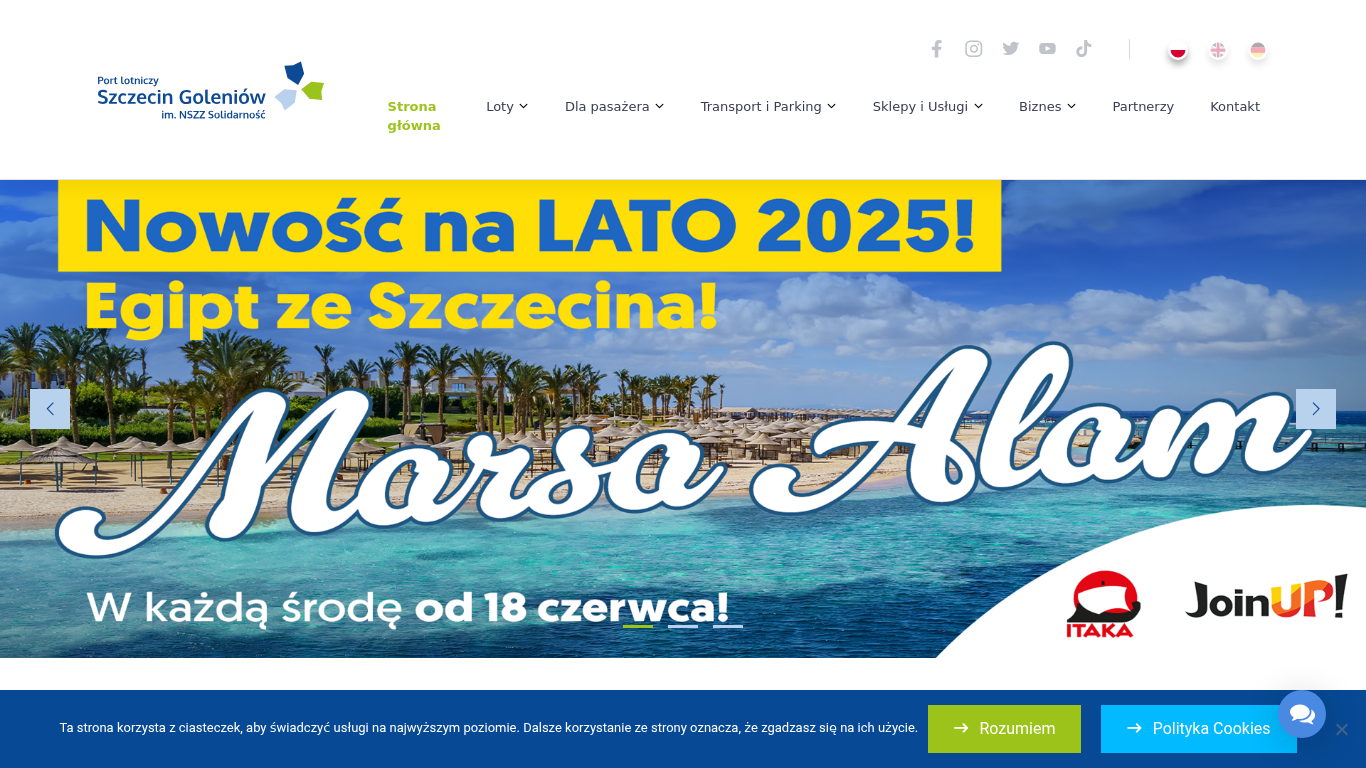 Port lotniczy
Szczecin Goleniów
im. NSZZ Solidarność
Strona
główna
Loty
Dla pasażera
Transport i Parking
Sklepy i Usługi
Biznes
Partnerzy
Kontakt
Nowość na LATO 2025!
Egipt ze Szczecina!
Marsa Alam
W każdą środę od 18 czerwca!
ITAKA
JoinUP!
Ta strona korzysta z ciasteczek, aby świadczyć usługi na najwyższym poziomie. Dalsze korzystanie ze strony oznacza, że zgadzasz się na ich użycie.
Rozumiem
Polityka Cookies